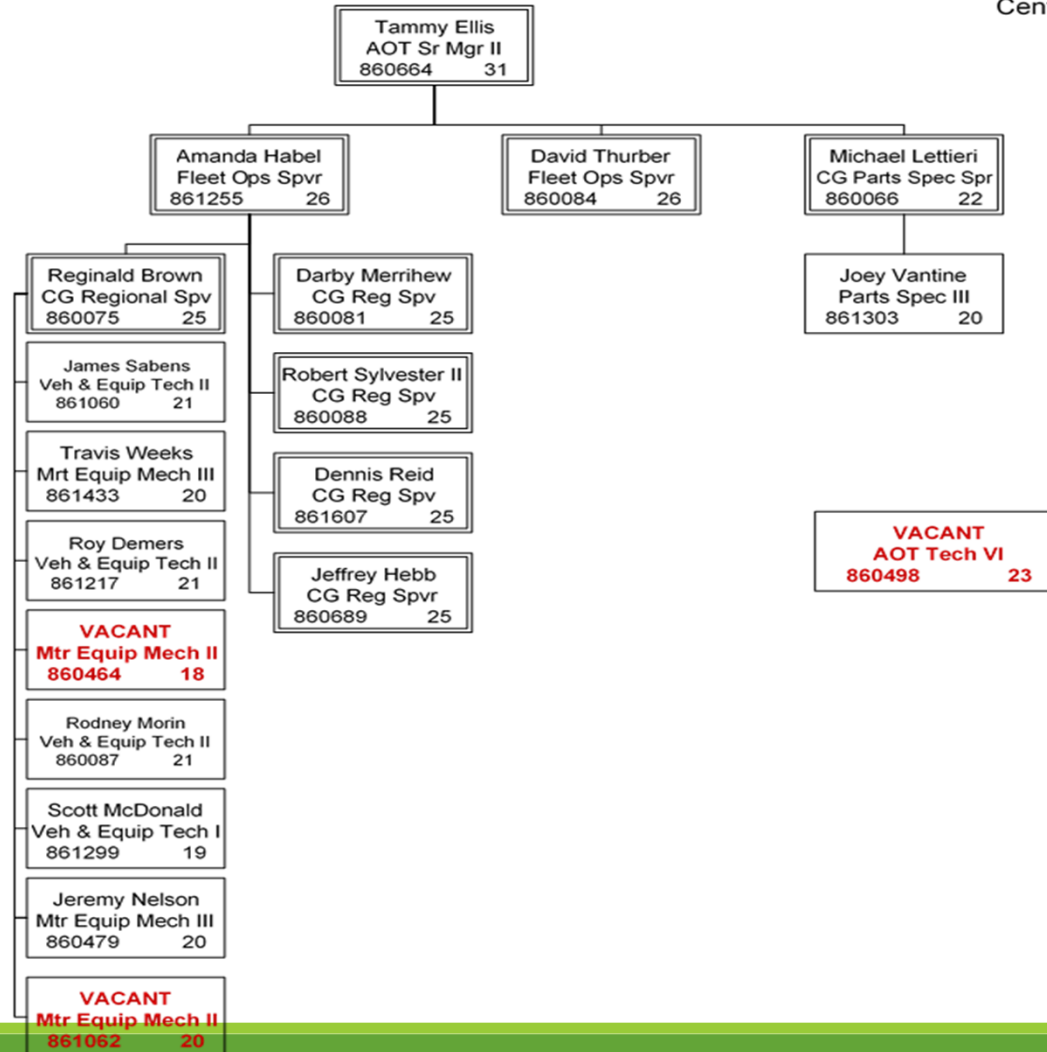 Cen
Tammy Ellis
AOT Sr Mgr II
860664 31
Amanda Habel
Fleet Ops Spvr
861255 26
David Thurber
Fleet Ops Spvr
860084 26
Michael Lettieri
CG Parts Spec Spr
860066 22
Reginald Brown
CG Regional Spv
860075 25
Darby Merrihew
CG Reg Spv
860081 25
Joey Vantine
Parts Spec III
861303 20
James Sabens
Veh & Equip Tech II
861060 21
Robert Sylvester II
CG Reg Spv
860088 25
Travis Weeks
Mrt Equip Mech III
861433 20
Dennis Reid
CG Reg Spv
861607 25
Roy Demers
Veh & Equip Tech II
861217 21
VACANT
AOT Tech VI
860498 23
Jeffrey Hebb
CG Reg Spvr
860689 25
VACANT
Mtr Equip Mech II
860464 18
Rodney Morin
Veh & Equip Tech II
860087 21
Scott McDonald
Veh & Equip Tech I
861299 19
Jeremy Nelson
Mtr Equip Mech III
860479 20
VACANT
Mtr Equip Mech II
861062 20